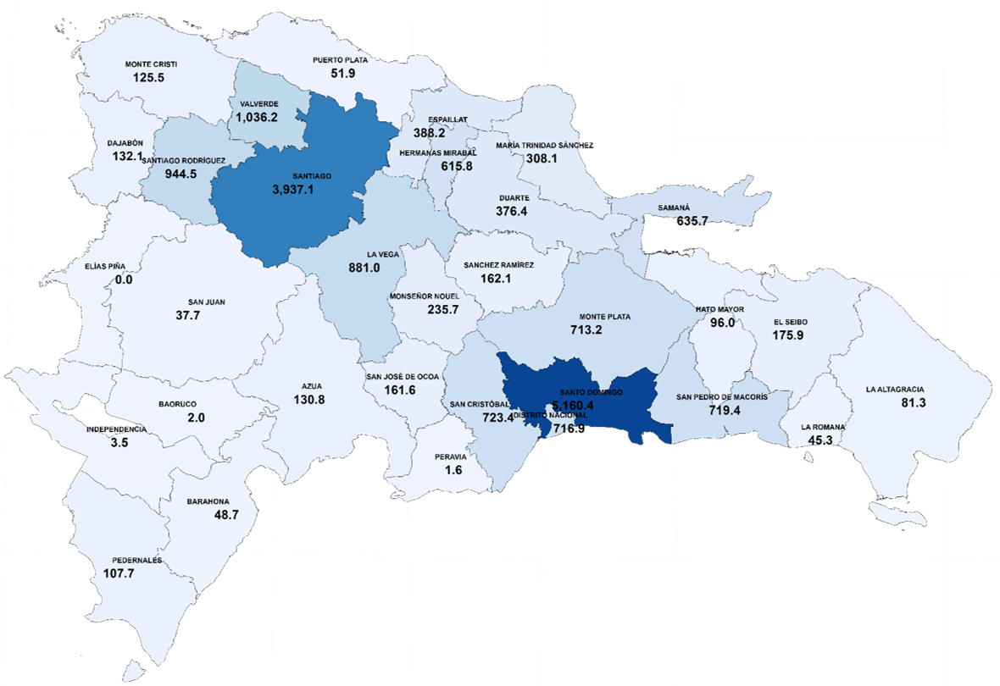 MONTE CRISTI
125.5
PUERTO PLATA
51.9
VALVERDE
1,036.2
ESPAILLAT
388.2
DAJABÓN
132.1
SANTIAGO RODRÍGUEZ
944.5
HERMANAS MIRABAL
615.8
MARÍA TRINIDAD SÁNCHEZ
308.1
SANTIAGO
3,937.1
DUARTE
376.4
SAMANÁ
635.7
LA VEGA
881.0
ELÍAS PIÑA
0.0
SANCHEZ RAMÍREZ
162.1
SAN JUAN
37.7
MONSEÑOR NOUEL
235.7
MONTE PLATA
713.2
HATO MAYOR
96.0
EL SEIBO
175.9
SAN JOSÉ DE OCOA
161.6
AZUA
130.8
BAORUCO
2.0
SAN CRISTÓBAL
723.4
SANTO DOMINGO
5,160.4
DISTRITO NACIONAL
716.9
SAN PEDRO DE MACORÍS
719.4
LA ALTAGRACIA
81.3
LA ROMANA
45.3
INDEPENDENCIA
3.5
PERAVIA
1.6
BARAHONA
48.7
PEDERNALES
107.7